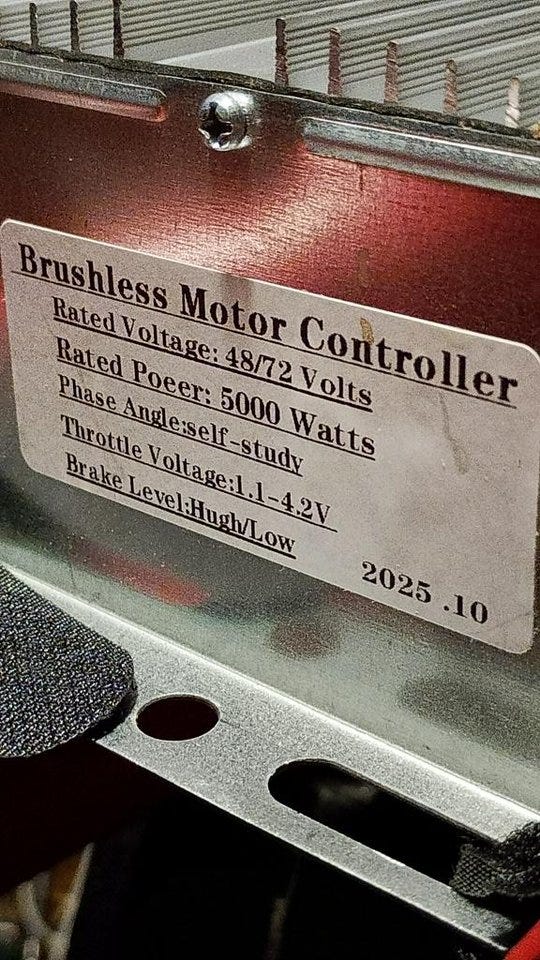 Brushless Motor Controller
Rated Voltage: 48/72 Volts
Rated Poeer: 5000 Watts
Phase Angle:self-study
Throttle Voltage:1.1-4.2V
Brake Level:Hugh/Low
2025 .10